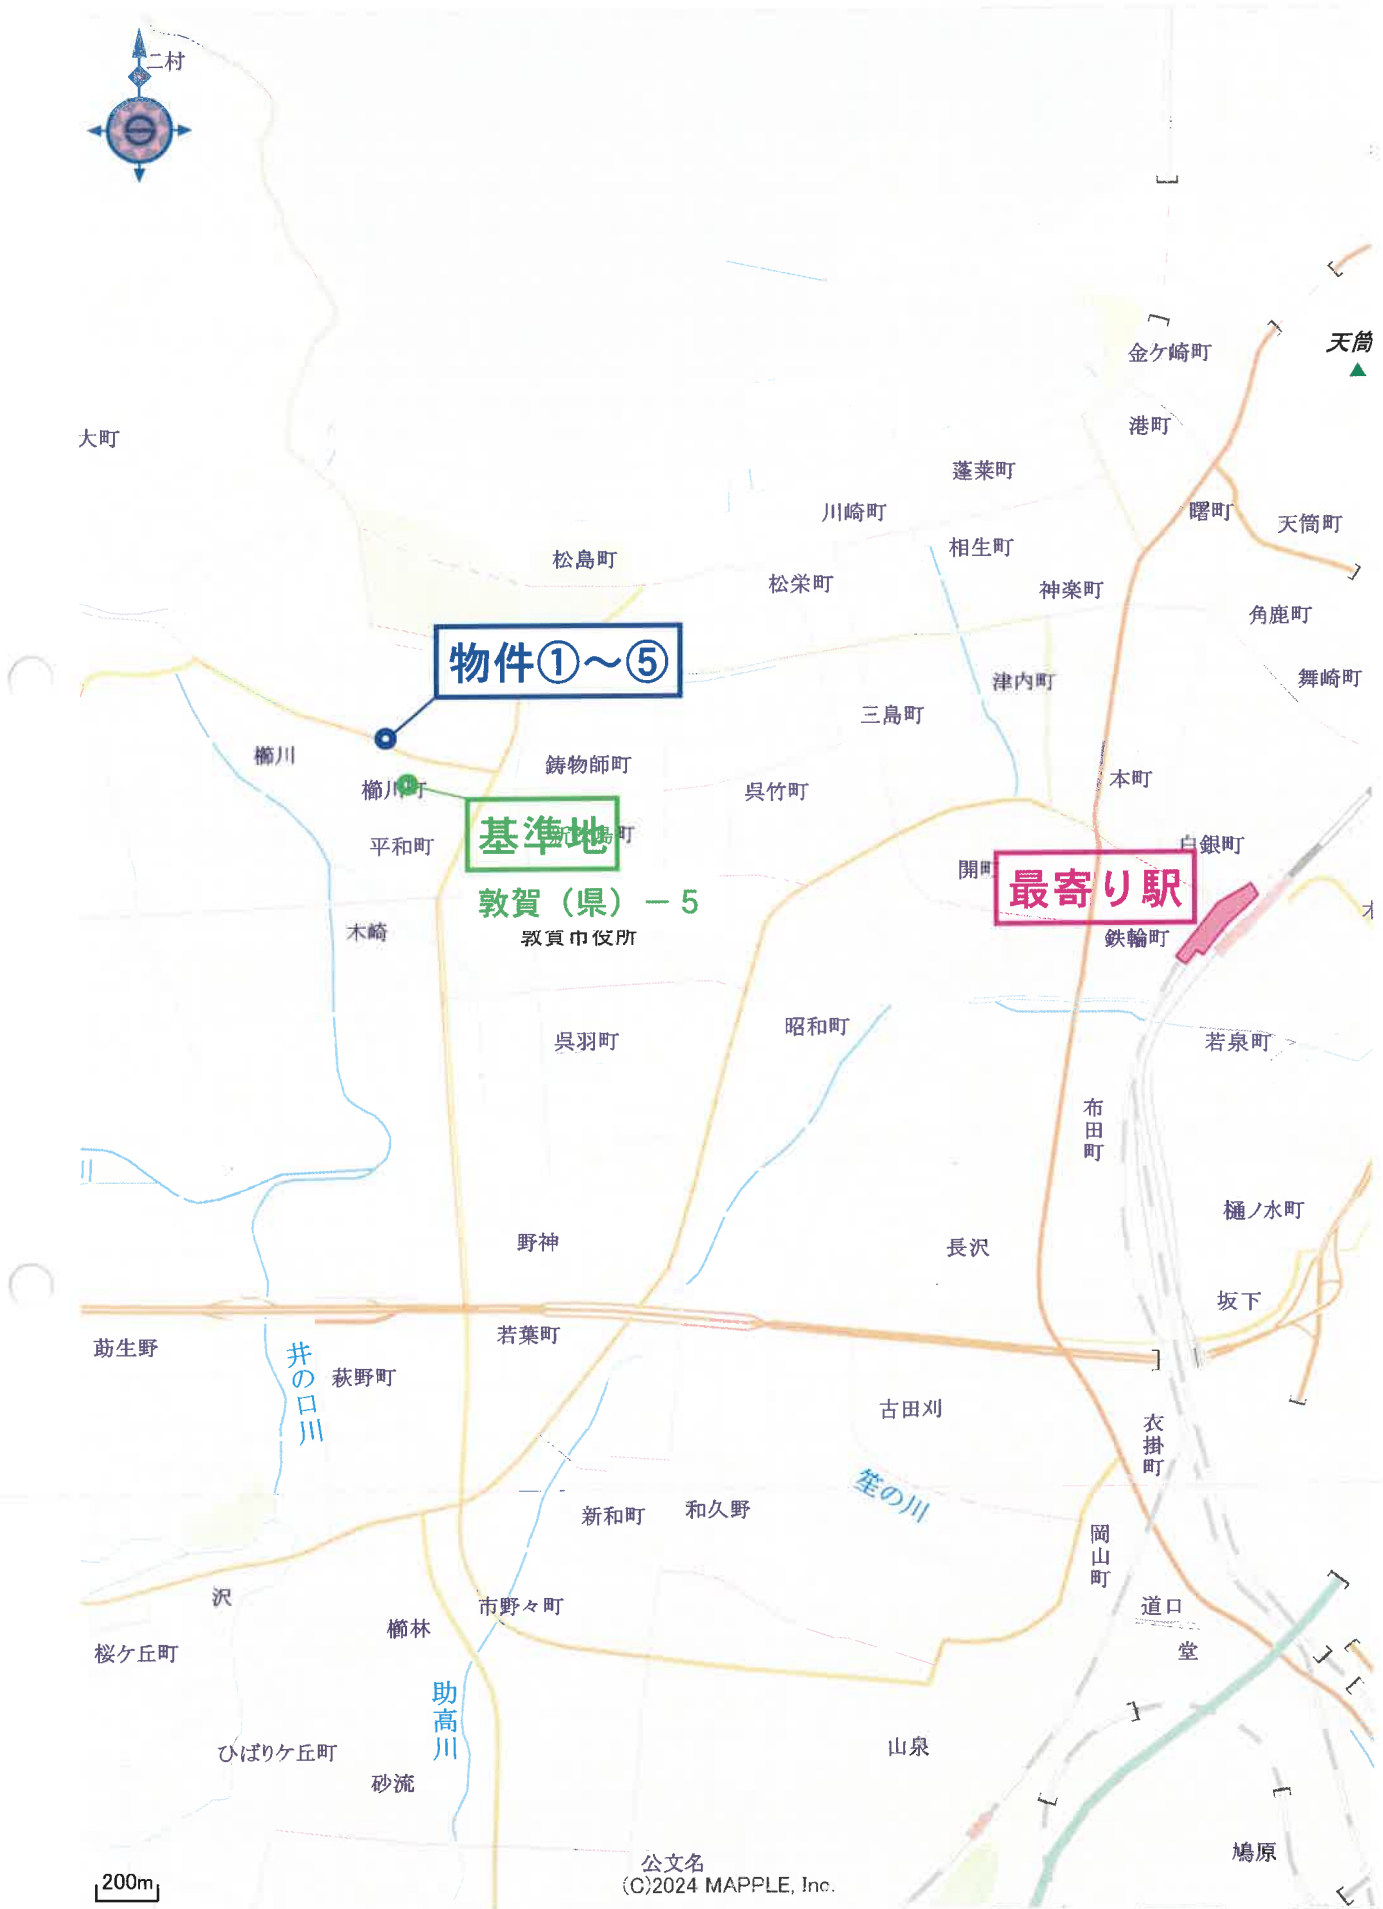 二村
天筒
金ケ崎町
港町
大町
蓬莱町
川崎町
曙町
天筒町
相生町
松島町
松栄町
神楽町
角鹿町
物件①～⑤
舞崎町
津内町
三島町
櫛川
鋳物師町
本町
櫛川町
呉竹町
基準地
町
平和町
白銀町
開町
最寄り駅
敦賀（県）－5
敦賀市役所
木崎
鉄輪町
木
昭和町
呉羽町
若泉町
布田町
川
樋ノ水町
野神
長沢
坂下
若葉町
莇生野
井の口川
萩野町
古田刈
衣掛町
笙の川
新和町
和久野
岡山町
沢
市野々町
道口
櫛林
堂
桜ケ丘町
助高川
山泉
ひばりケ丘町
砂流
鳩原
公文名
200m
(C)2024 MAPPLE, Inc.